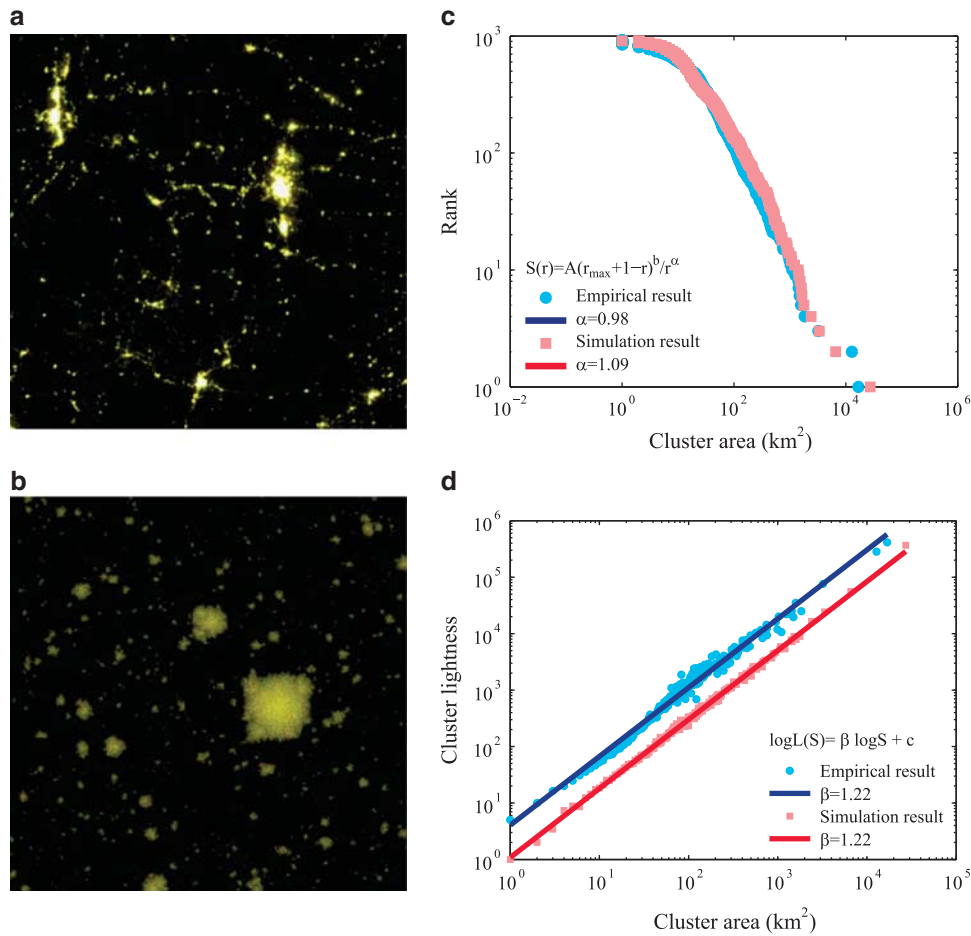 a
b
c
10³
10²
10¹
10⁰
Rank
S(r)=A(rₘₐₓ+1−r)ᵇ/rᵅ
Empirical result
α=0.98
Simulation result
α=1.09
10⁻²
10⁰
10²
10⁴
10⁶
Cluster area (km²)
d
10⁶
10⁵
10⁴
10³
10²
10¹
10⁰
Cluster lightness
logL(S)= β logS + c
Empirical result
β=1.22
Simulation result
β=1.22
10⁰
10¹
10²
10³
10⁴
10⁵
Cluster area (km²)